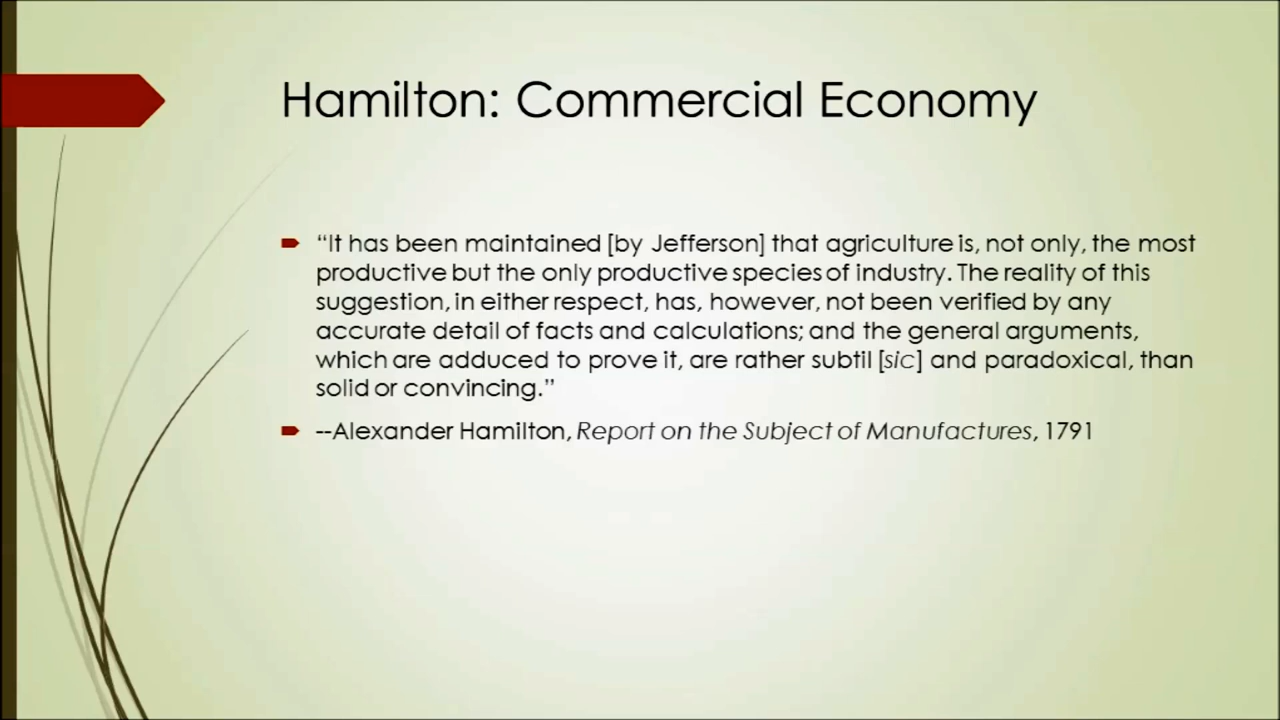 Hamilton: Commercial Economy
“It has been maintained [by Jefferson] that agriculture is, not only, the most
productive but the only productive species of industry. The reality of this
suggestion, in either respect, has, however, not been verified by any
accurate detail of facts and calculations; and the general arguments,
which are adduced to prove it, are rather subtil [sic] and paradoxical, than
solid or convincing.”
--Alexander Hamilton, Report on the Subject of Manufactures, 1791